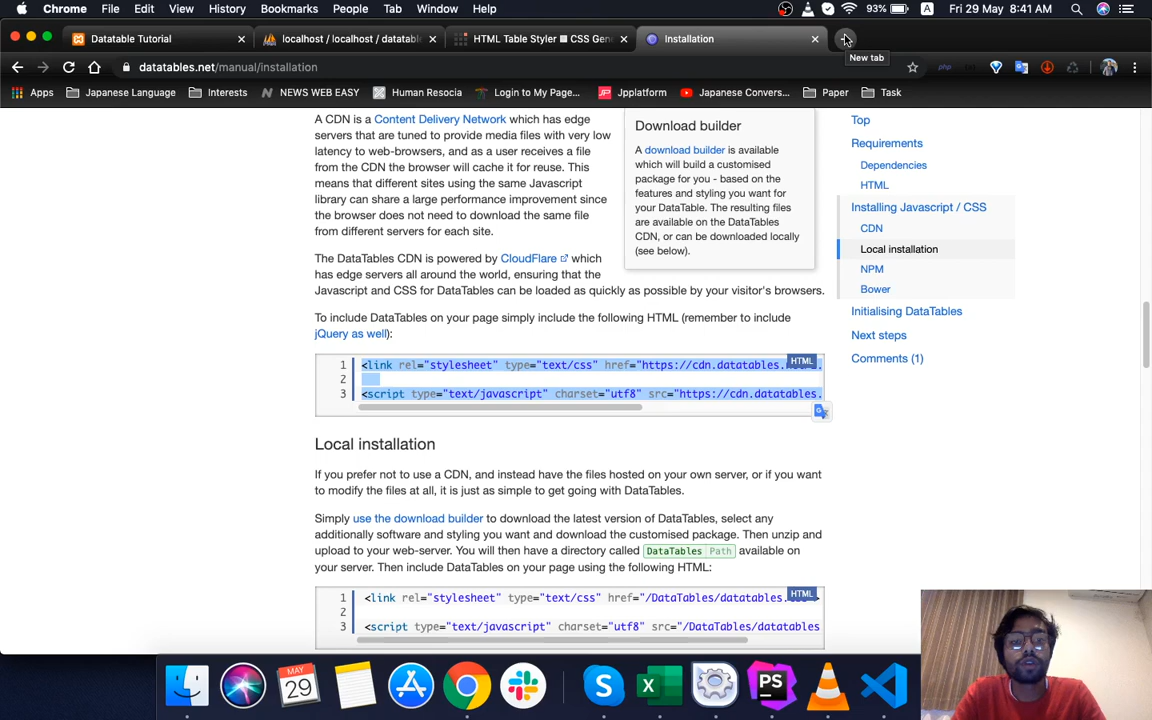 Chrome File Edit View History Bookmarks People Tab Window Help 93% A Fri 29 May 8:41 AM
Datatable Tutorial localhost / localhost / datatabl HTML Table Styler CSS Gen Installation
New tab
datatables.net/manual/installation
Apps Japanese Language Interests NEWS WEB EASY Human Resocia Login to My Page... Jpplatform Japanese Convers... Paper Task
A CDN is a Content Delivery Network which has edge
servers that are tuned to provide media files with very low
latency to web-browsers, and as a user receives a file
from the CDN the browser will cache it for reuse. This
means that different sites using the same Javascript
library can share a large performance improvement since
the browser does not need to download the same file
from different servers for each site.
Download builder
A download builder is available
which will build a customised
package for you - based on the
features and styling you want for
your DataTable. The resulting files
are available on the DataTables
CDN, or can be downloaded locally
(see below).
The DataTables CDN is powered by CloudFlare which
has edge servers all around the world, ensuring that the
Javascript and CSS for DataTables can be loaded as quickly as possible by your visitor's browsers.
To include DataTables on your page simply include the following HTML (remember to include
jQuery as well):
HTML
1 <link rel="stylesheet" type="text/css" href="https://cdn.datatables.
2
3 <script type="text/javascript" charset="utf8" src="https://cdn.datatables.
Local installation
If you prefer not to use a CDN, and instead have the files hosted on your own server, or if you want
to modify the files at all, it is just as simple to get going with DataTables.
Simply use the download builder to download the latest version of DataTables, select any
additionally software and styling you want and download the customised package. Then unzip and
upload to your web-server. You will then have a directory called DataTables Path available on
your server. Then include DataTables on your page using the following HTML:
HTML
1 <link rel="stylesheet" type="text/css" href="/DataTables/datatables.
2
3 <script type="text/javascript" charset="utf8" src="/DataTables/datatables
Top
Requirements
Dependencies
HTML
Installing Javascript / CSS
CDN
Local installation
NPM
Bower
Initialising DataTables
Next steps
Comments (1)
MAY
29
PS